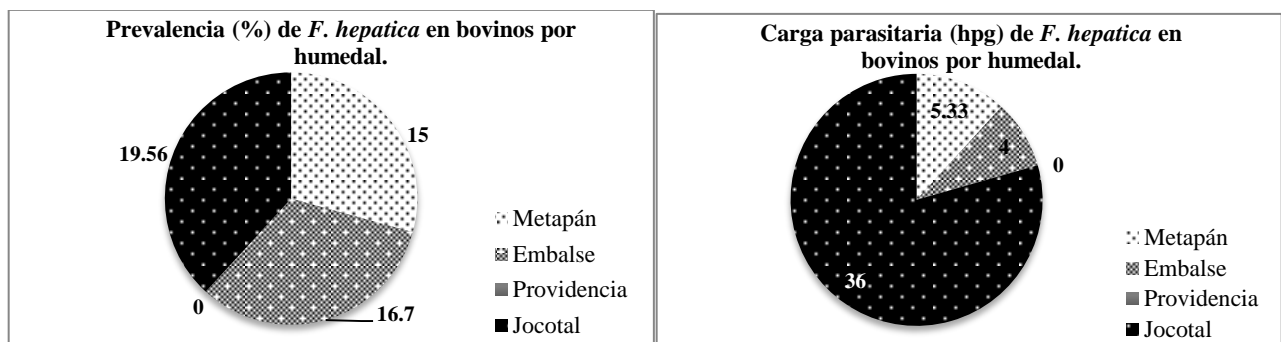 Prevalencia (%) de F. hepatica en bovinos por
humedal.
15
19.56
0
16.7
Metapán
Embalse
Providencia
Jocotal
Carga parasitaria (hpg) de F. hepatica en
bovinos por humedal.
5.33
4
0
36
Metapán
Embalse
Providencia
Jocotal